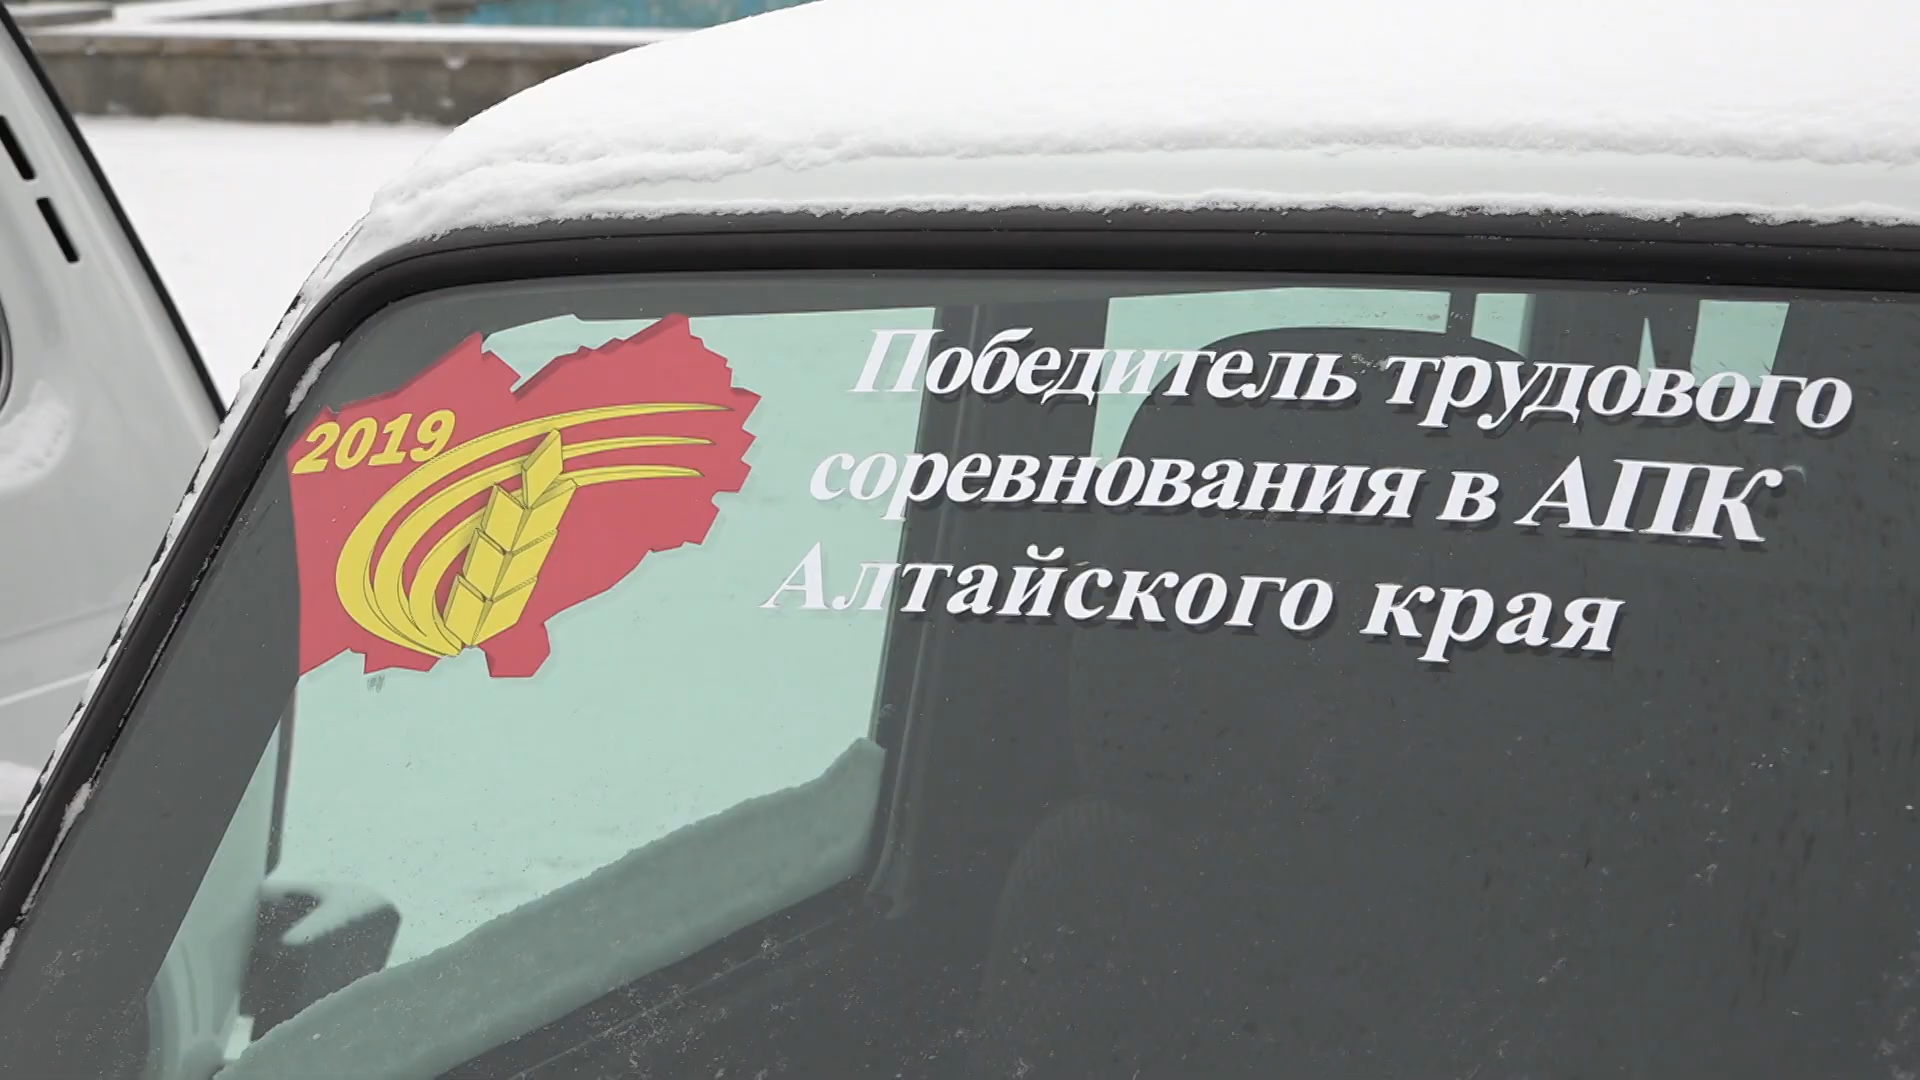 2019
Победитель трудового
соревнования в АПК
Алтайского края